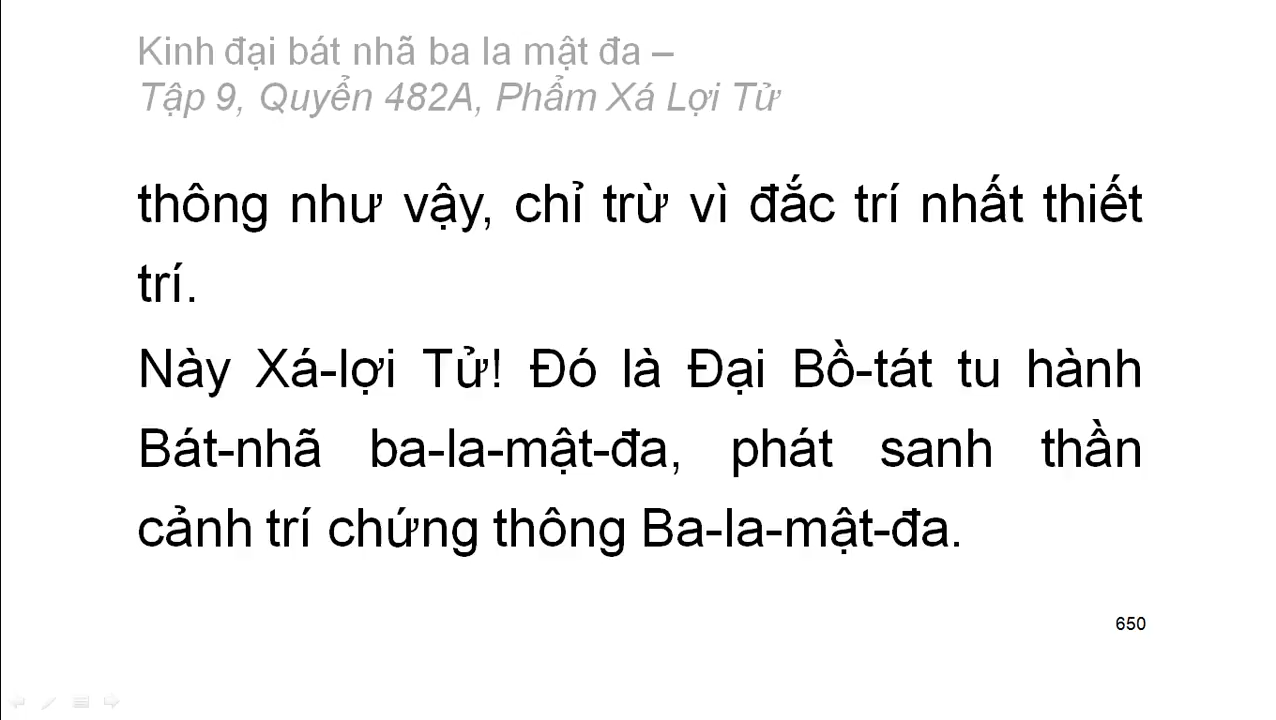 Kinh đại bát nhã ba la mật đa –
Tập 9, Quyển 482A, Phẩm Xá Lợi Tử
thông như vậy, chỉ trừ vì đắc trí nhất thiết
trí.
Này Xá-lợi Tử! Đó là Đại Bồ-tát tu hành
Bát-nhã ba-la-mật-đa, phát sanh thần
cảnh trí chứng thông Ba-la-mật-đa.
650